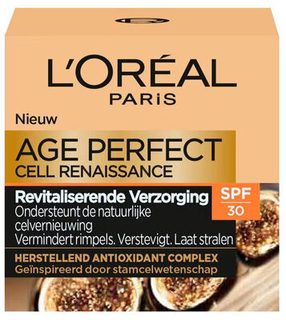 L'ORÉAL
PARIS
Nieuw
AGE PERFECT
CELL RENAISSANCE
Revitaliserende Verzorging
SPF
30
Ondersteunt de natuurlijke
celvernieuwing
Vermindert rimpels. Verstevigt. Laat stralen
HERSTELLEND ANTIOXIDANT COMPLEX
Geïnspireerd door stamcelwetenschap